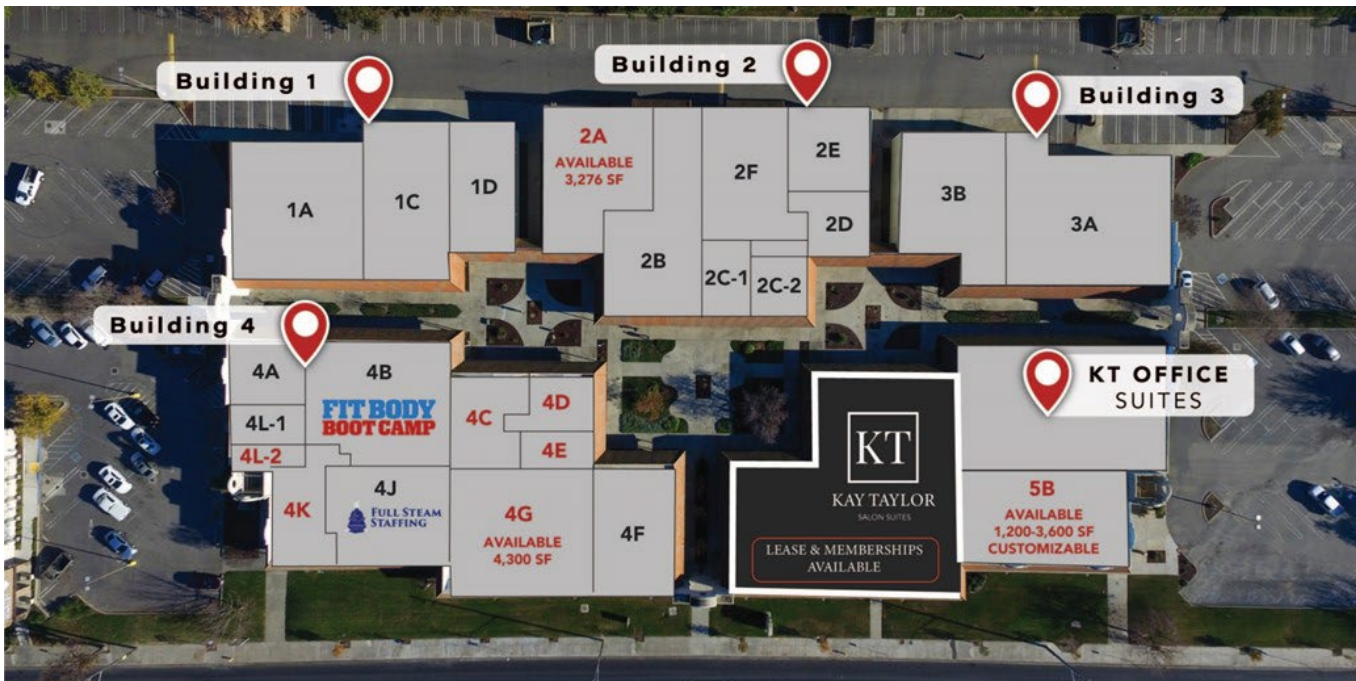 Building 1
Building 2
Building 3
1A
1C
1D
2A
AVAILABLE
3,276 SF
2B
2F
2E
2D
2C-1
2C-2
3B
3A
Building 4
4A
4B
FIT BODY
BOOT CAMP
4L-1
4L-2
4K
4J
FULL STEAM
STAFFING
4C
4D
4E
4G
AVAILABLE
4,300 SF
4F
KT
KAY TAYLOR
SALON SUITES
LEASE & MEMBERSHIPS
AVAILABLE
KT OFFICE
SUITES
5B
AVAILABLE
1,200-3,600 SF
CUSTOMIZABLE